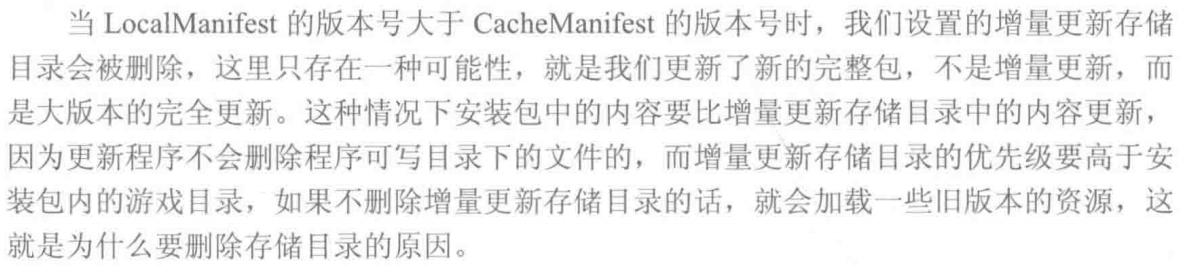 当 LocalManifest 的版本号大于 CacheManifest 的版本号时，我们设置的增量更新存储
目录会被删除，这里只存在一种可能性，就是我们更新了新的完整包，不是增量更新，而
是大版本的完全更新。这种情况下安装包中的内容要比增量更新存储目录中的内容更新，
因为更新程序不会删除程序可写目录下的文件的，而增量更新存储目录的优先级要高于安
装包内的游戏目录，如果不删除增量更新存储目录的话，就会加载一些旧版本的资源，这
就是为什么要删除存储目录的原因。